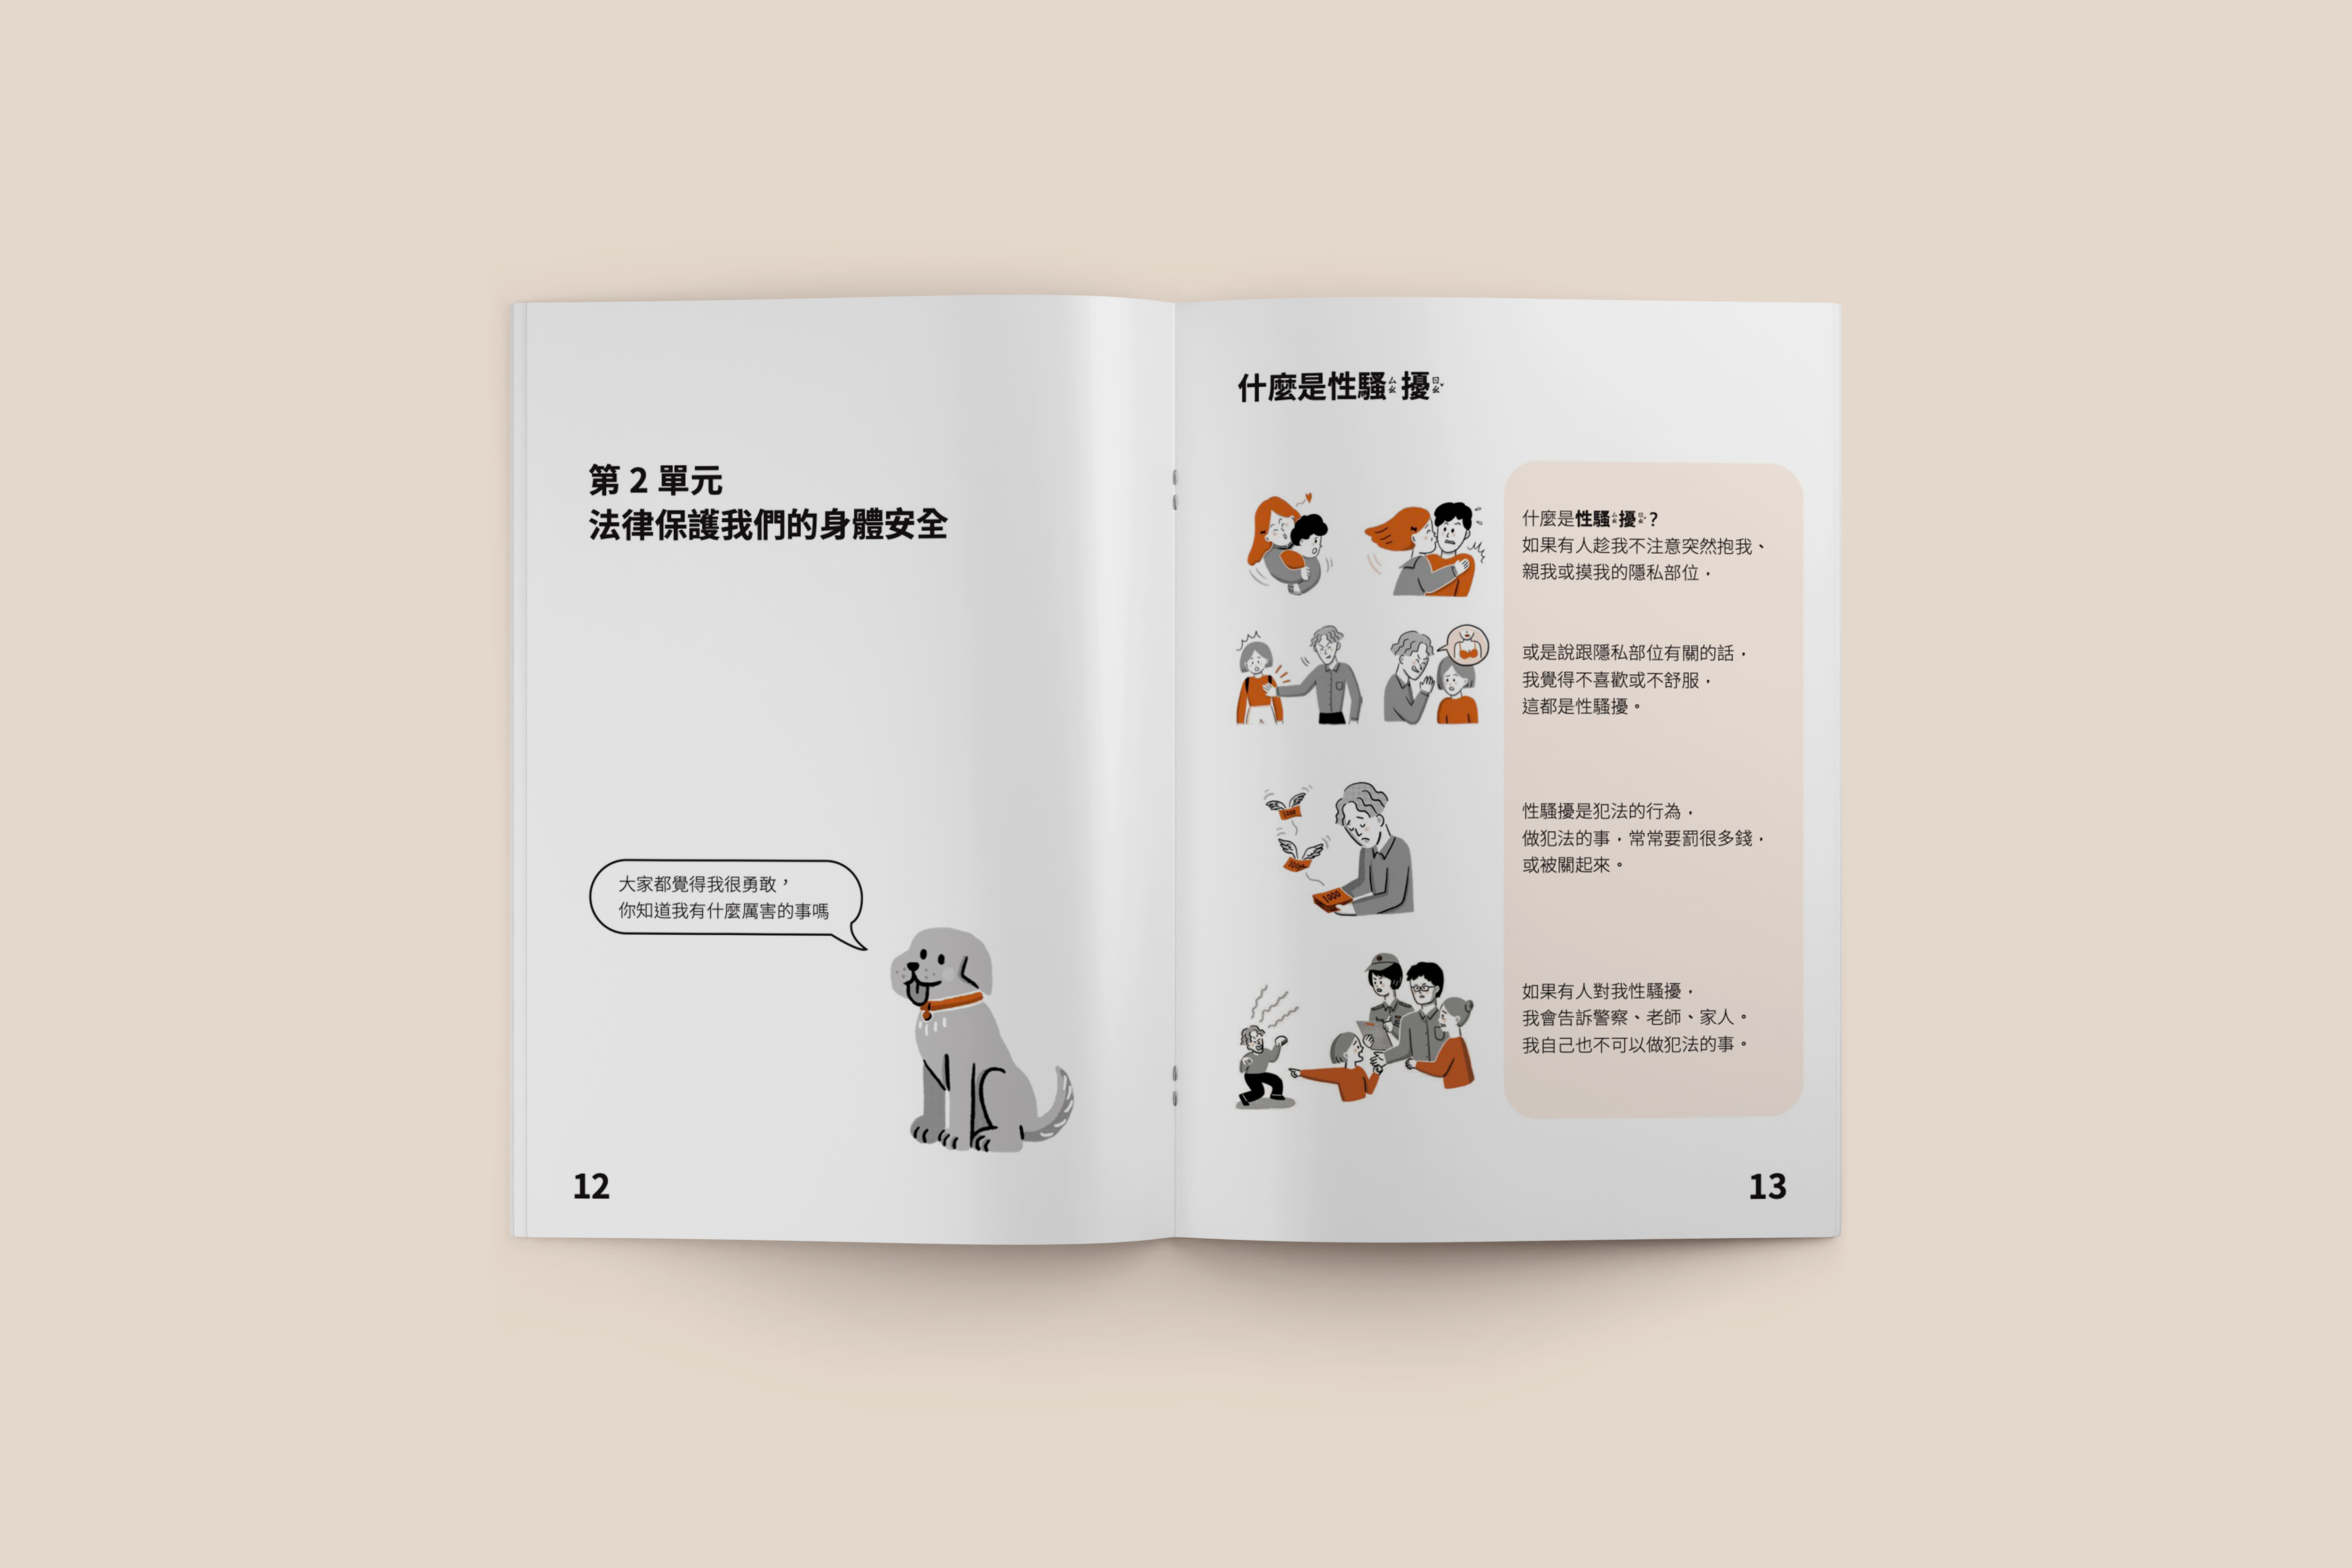 第 2 單元
法律保護我們的身體安全
大家都覺得我很勇敢，
你知道我有什麼厲害的事嗎
12
什麼是性騷ㄙㄠ擾ㄖㄠˇ
什麼是性騷ㄙㄠ擾ㄖㄠˇ？
如果有人趁我不注意突然抱我、
親我或摸我的隱私部位，
或是說跟隱私部位有關的話，
我覺得不喜歡或不舒服，
這都是性騷擾。
1000
1000
1000
性騷擾是犯法的行為，
做犯法的事，常常要罰很多錢，
或被關起來。
如果有人對我性騷擾，
我會告訴警察、老師、家人。
我自己也不可以做犯法的事。
13